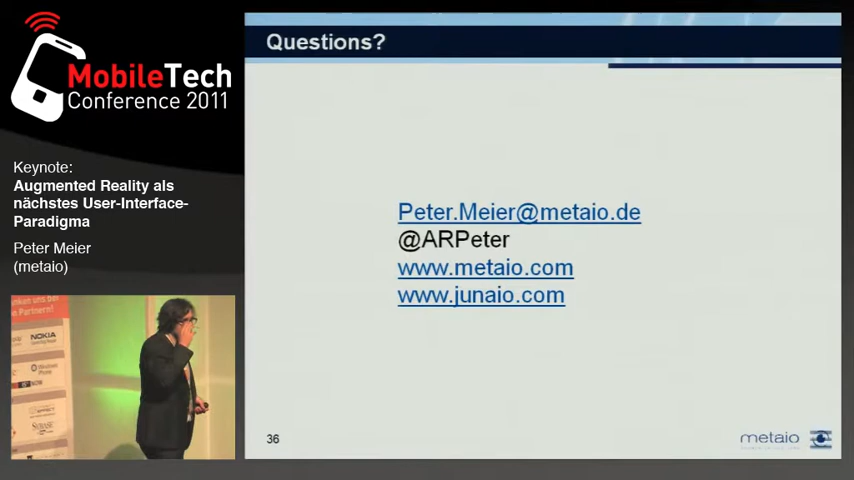 MobileTech
Conference 2011
Keynote:
Augmented Reality als
nächstes User-Interface-
Paradigma
Peter Meier
(metaio)
NOKIA
Questions?
Peter.Meier@metaio.de
@ARPeter
www.metaio.com
www.junaio.com
36
metaio